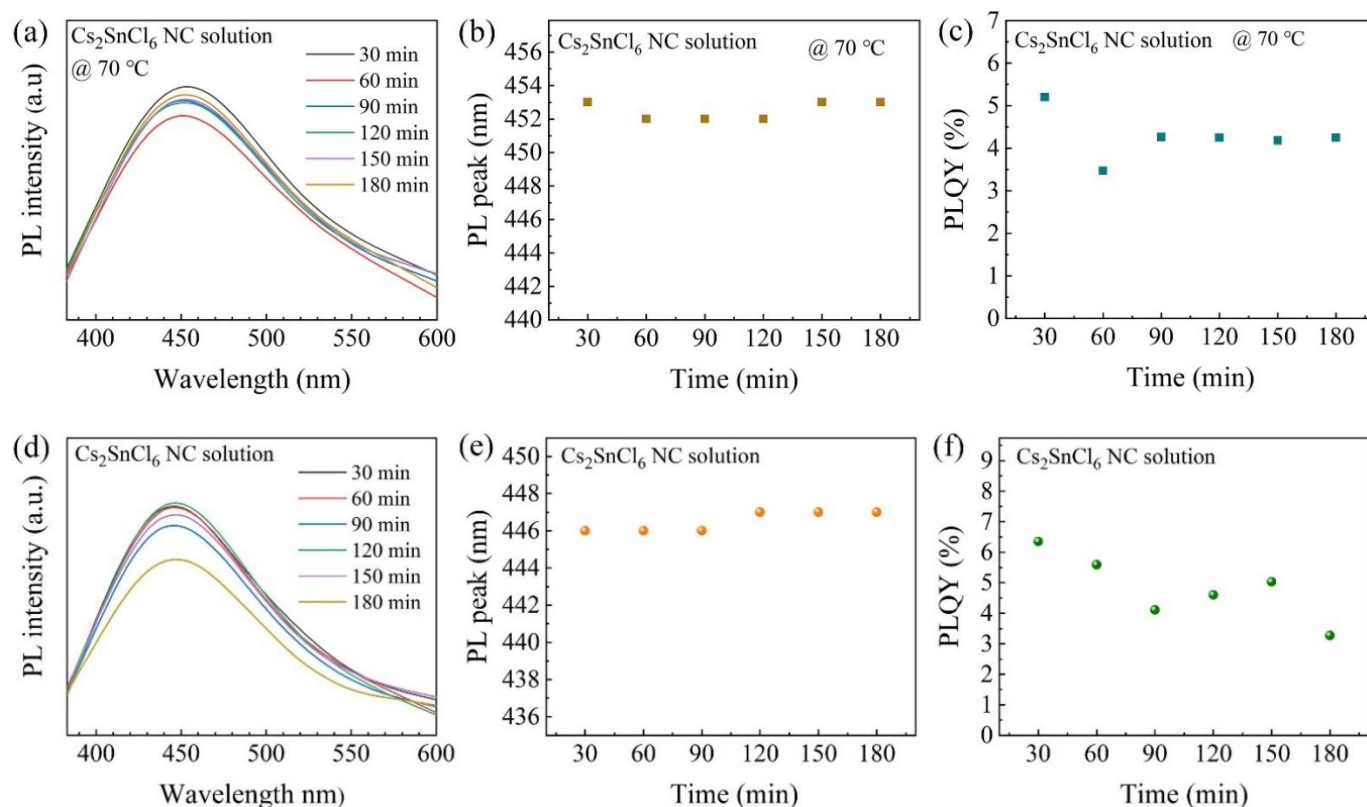 (a)
Cs₂SnCl₆ NC solution
@ 70 ℃
30 min
60 min
90 min
120 min
150 min
180 min
PL intensity (a.u)
400 450 500 550 600
Wavelength (nm)
(b)
Cs₂SnCl₆ NC solution @ 70 ℃
456
454
452
450
448
446
444
442
440
PL peak (nm)
30 60 90 120 150 180
Time (min)
(c)
Cs₂SnCl₆ NC solution @ 70 ℃
7
6
5
4
3
2
1
0
PLQY (%)
30 60 90 120 150 180
Time (min)
(d)
Cs₂SnCl₆ NC solution
30 min
60 min
90 min
120 min
150 min
180 min
PL intensity (a.u.)
400 450 500 550 600
Wavelength nm)
(e)
Cs₂SnCl₆ NC solution
450
448
446
444
442
440
438
436
PL peak (nm)
30 60 90 120 150 180
Time (min)
(f)
Cs₂SnCl₆ NC solution
9
8
7
6
5
4
3
2
1
0
PLQY (%)
30 60 90 120 150 180
Time (min)